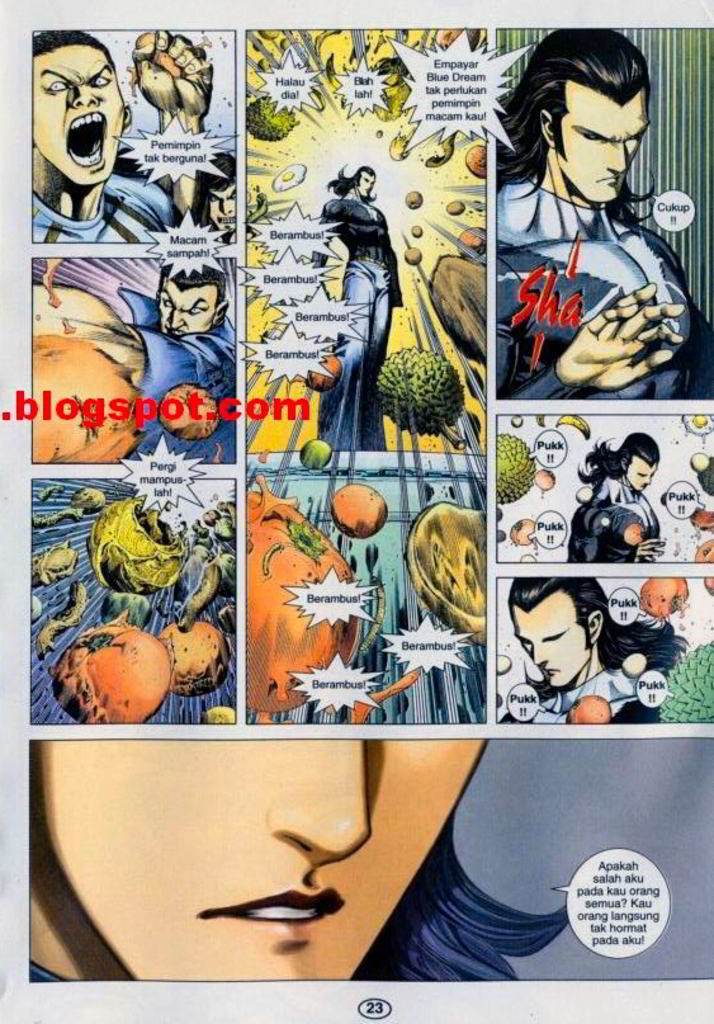 Pemimpin
tak berguna!
Macam
sampah!
Pergi
mampus-
lah!
Halau
dia!
Blah
lah!
Empayar
Blue Dream
tak perlukan
pemimpin
macam kau!
Berambus!
Berambus!
Berambus!
Berambus!
Berambus!
Berambus!
Berambus!
Cukup
!!
Sha
Pukk
!!
Pukk
!!
Pukk
!!
Pukk
!!
Pukk
!!
Pukk
!!
.blogspot.com
Apakah
salah aku
pada kau orang
semua? Kau
orang langsung
tak hormat
pada aku!
23